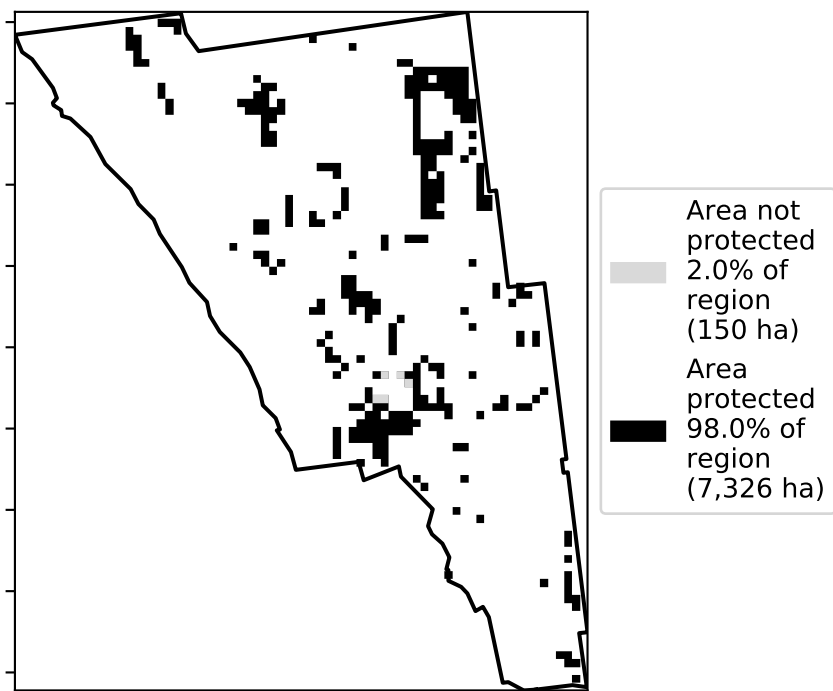 Area not
protected
2.0% of
region
(150 ha)
Area
protected
98.0% of
region
(7,326 ha)